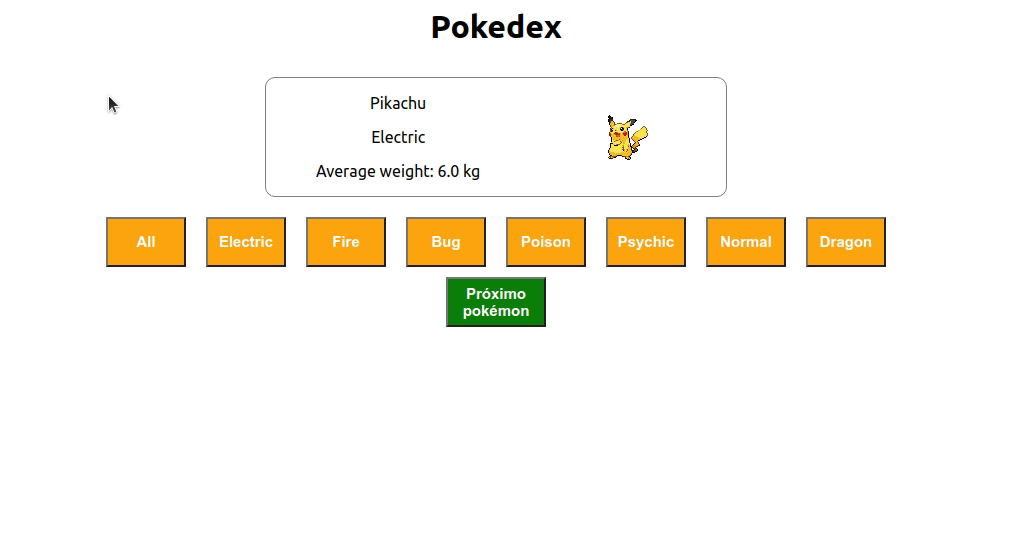 Pokedex
Pikachu
Electric
Average weight: 6.0 kg
All
Electric
Fire
Bug
Poison
Psychic
Normal
Dragon
Próximo
pokémon